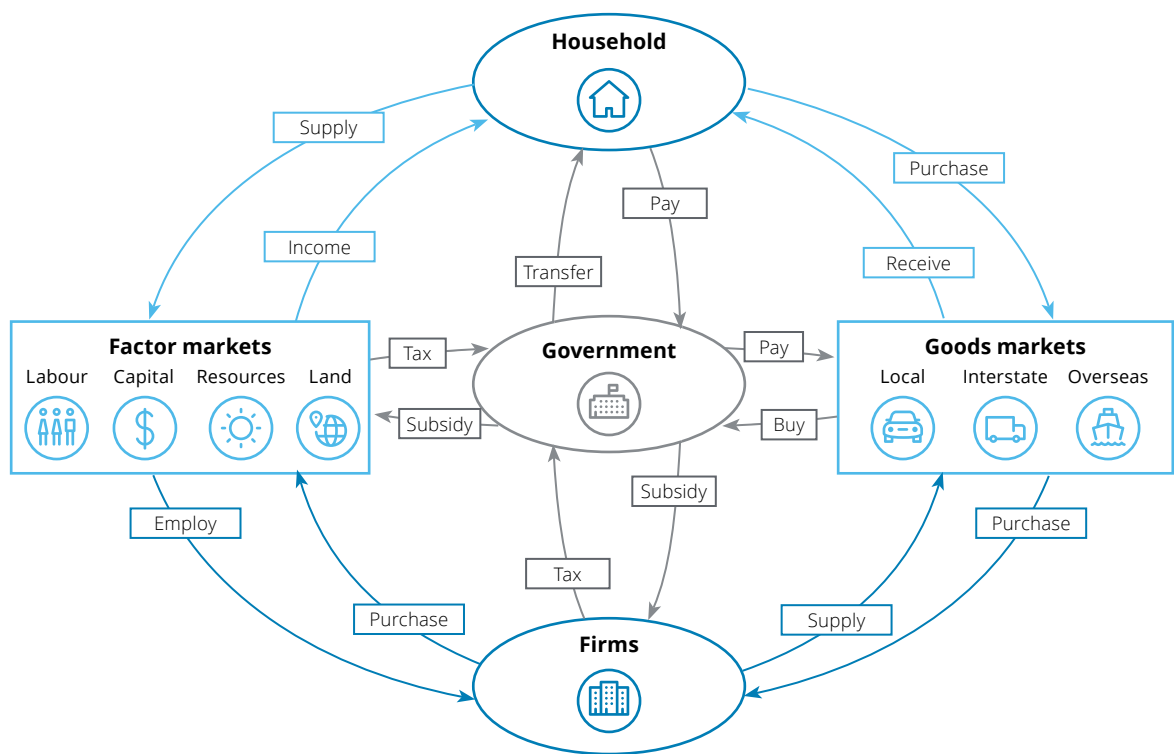 Household
Supply
Purchase
Pay
Income
Receive
Transfer
Factor markets
Labour Capital Resources Land
Tax
Subsidy
Government
Pay
Buy
Goods markets
Local Interstate Overseas
Subsidy
Employ
Purchase
Tax
Purchase
Supply
Firms